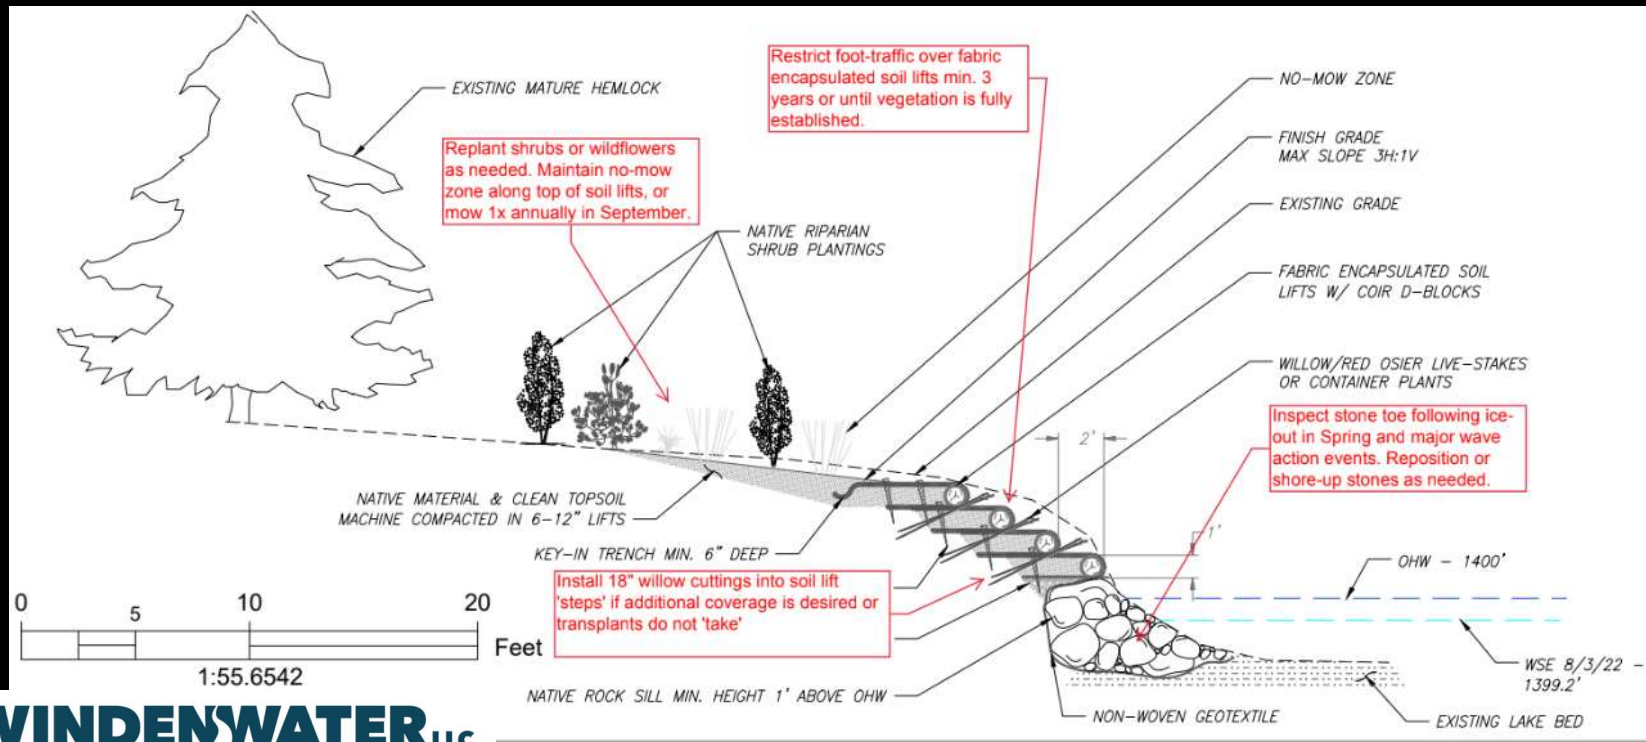 EXISTING MATURE HEMLOCK
Replant shrubs or wildflowers
as needed. Maintain no-mow
zone along top of soil lifts, or
mow 1x annually in September.
Restrict foot-traffic over fabric
encapsulated soil lifts min. 3
years or until vegetation is fully
established.
NATIVE RIPARIAN
SHRUB PLANTINGS
NO-MOW ZONE
FINISH GRADE
MAX SLOPE 3H:1V
EXISTING GRADE
FABRIC ENCAPSULATED SOIL
LIFTS W/ COIR D-BLOCKS
WILLOW/RED OSIER LIVE-STAKES
OR CONTAINER PLANTS
Inspect stone toe following ice-
out in Spring and major wave
action events. Reposition or
shore-up stones as needed.
2'
1'
OHW - 1400'
WSE 8/3/22 -
1399.2'
NATIVE MATERIAL & CLEAN TOPSOIL
MACHINE COMPACTED IN 6-12" LIFTS
KEY-IN TRENCH MIN. 6" DEEP
Install 18" willow cuttings into soil lift
'steps' if additional coverage is desired or
transplants do not 'take'
NATIVE ROCK SILL MIN. HEIGHT 1' ABOVE OHW
NON-WOVEN GEOTEXTILE
EXISTING LAKE BED
0 5 10 20
Feet
1:55.6542
WINDENWATER LLC